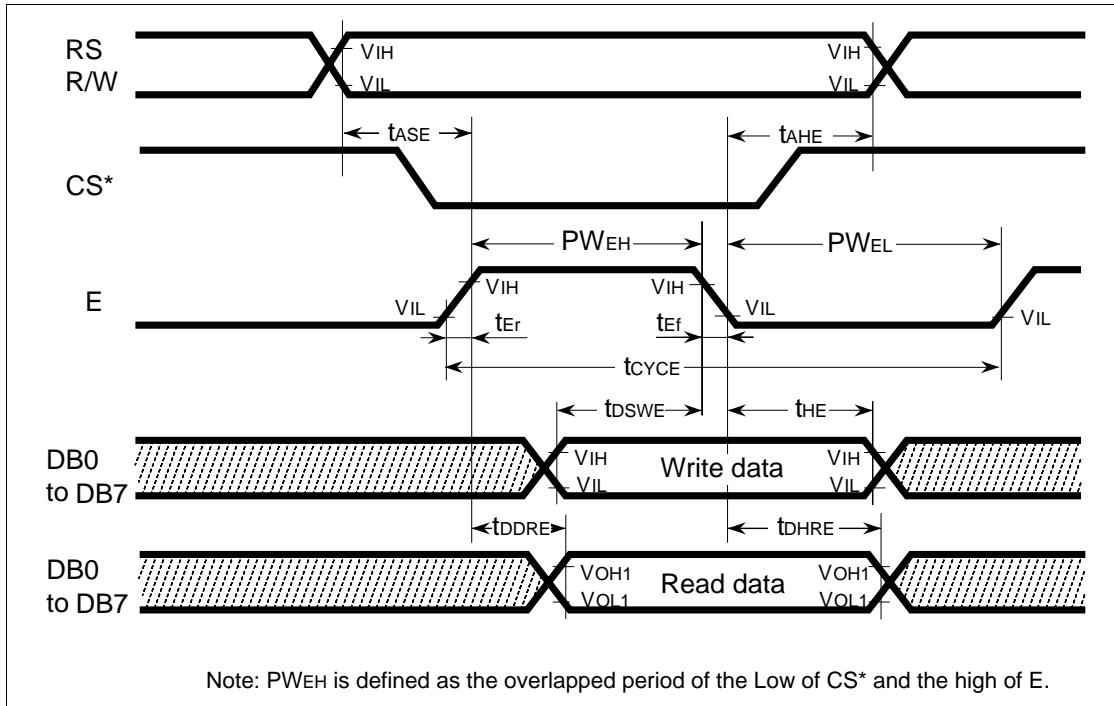 RS
R/W
VIH
VIL
VIH
VIL
tASE
tAHE
CS*
PWEH
PWEL
E
VIL
VIH
VIH
VIL
VIL
tEr
tEf
tCYCE
tDSWE
tHE
DB0
to DB7
VIH
VIL
Write data
VIH
VIL
tDDRE
tDHRE
DB0
to DB7
VOH1
VOL1
Read data
VOH1
VOL1
Note: PWEH is defined as the overlapped period of the Low of CS* and the high of E.